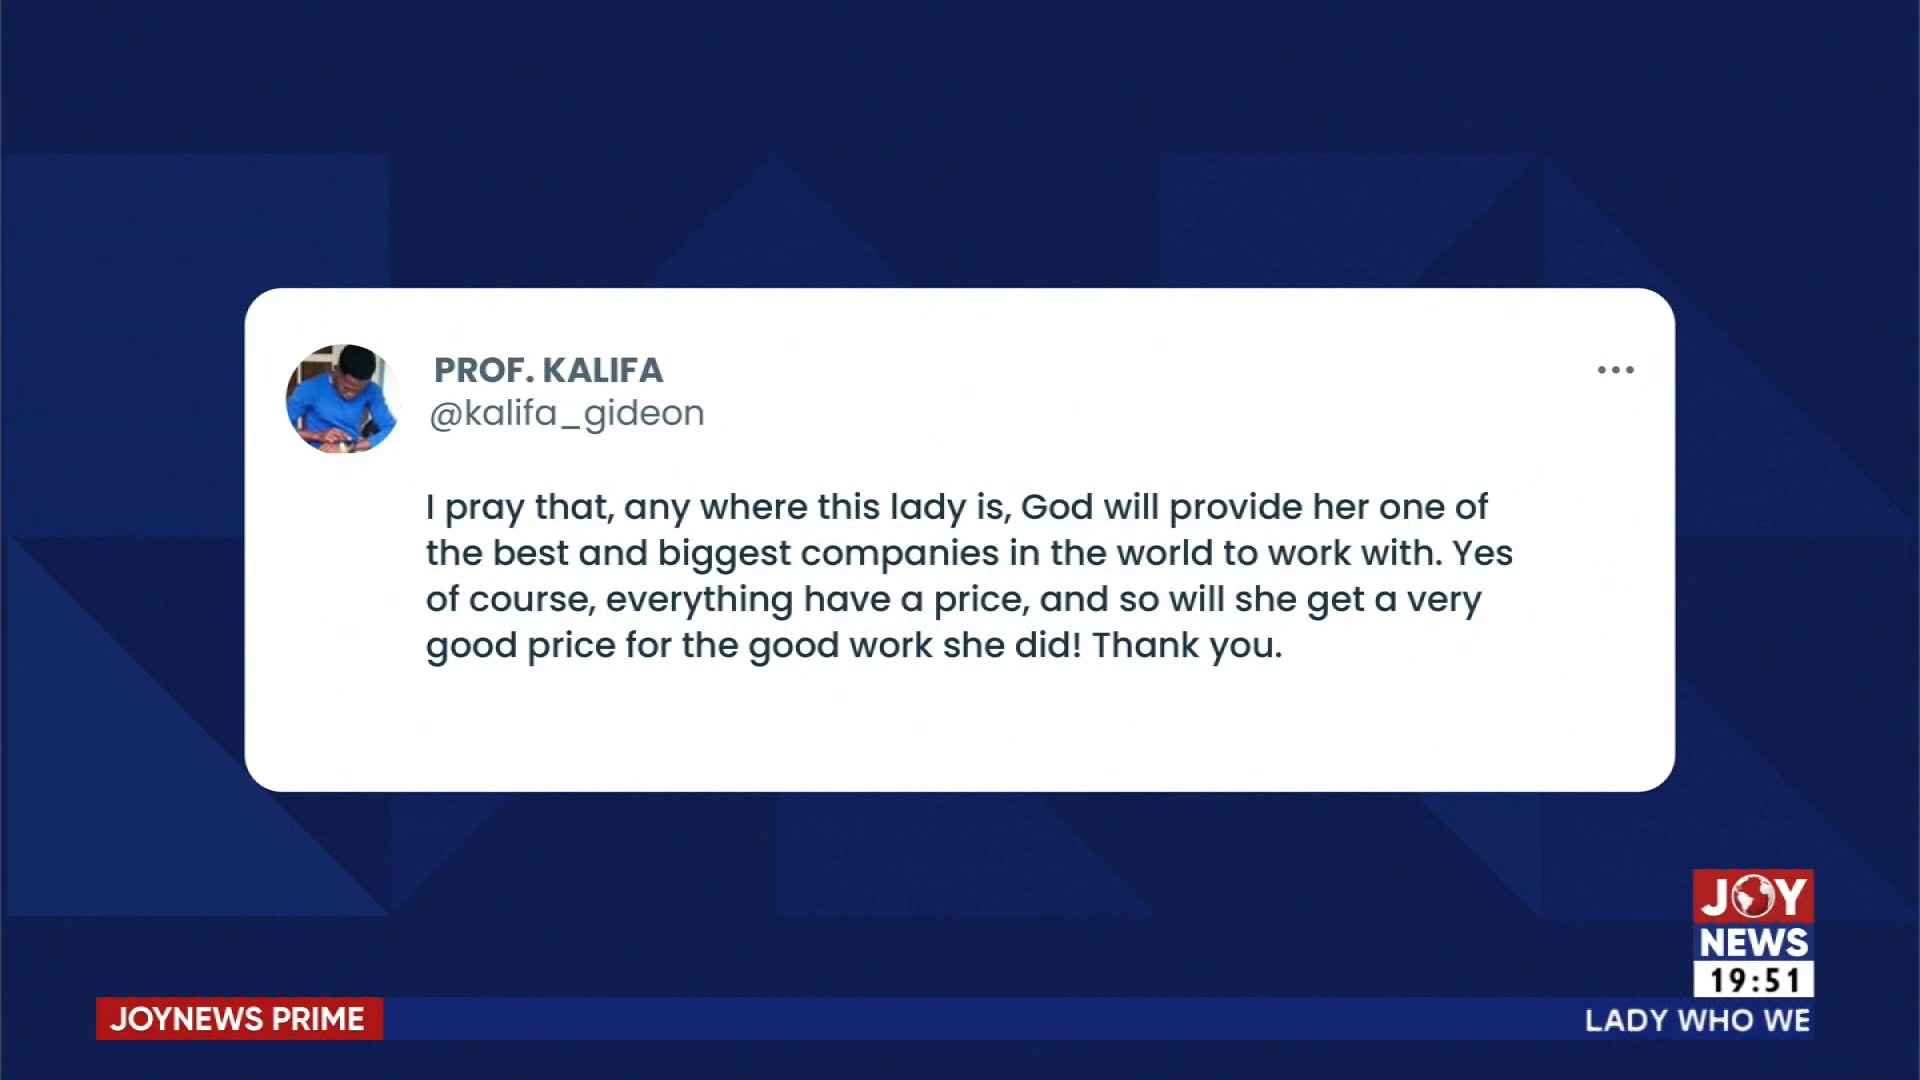 PROF. KALIFA
@kalifa_gideon
I pray that, any where this lady is, God will provide her one of
the best and biggest companies in the world to work with. Yes
of course, everything have a price, and so will she get a very
good price for the good work she did! Thank you.
JOY
NEWS
19:51
JOYNEWS PRIME
LADY WHO WE